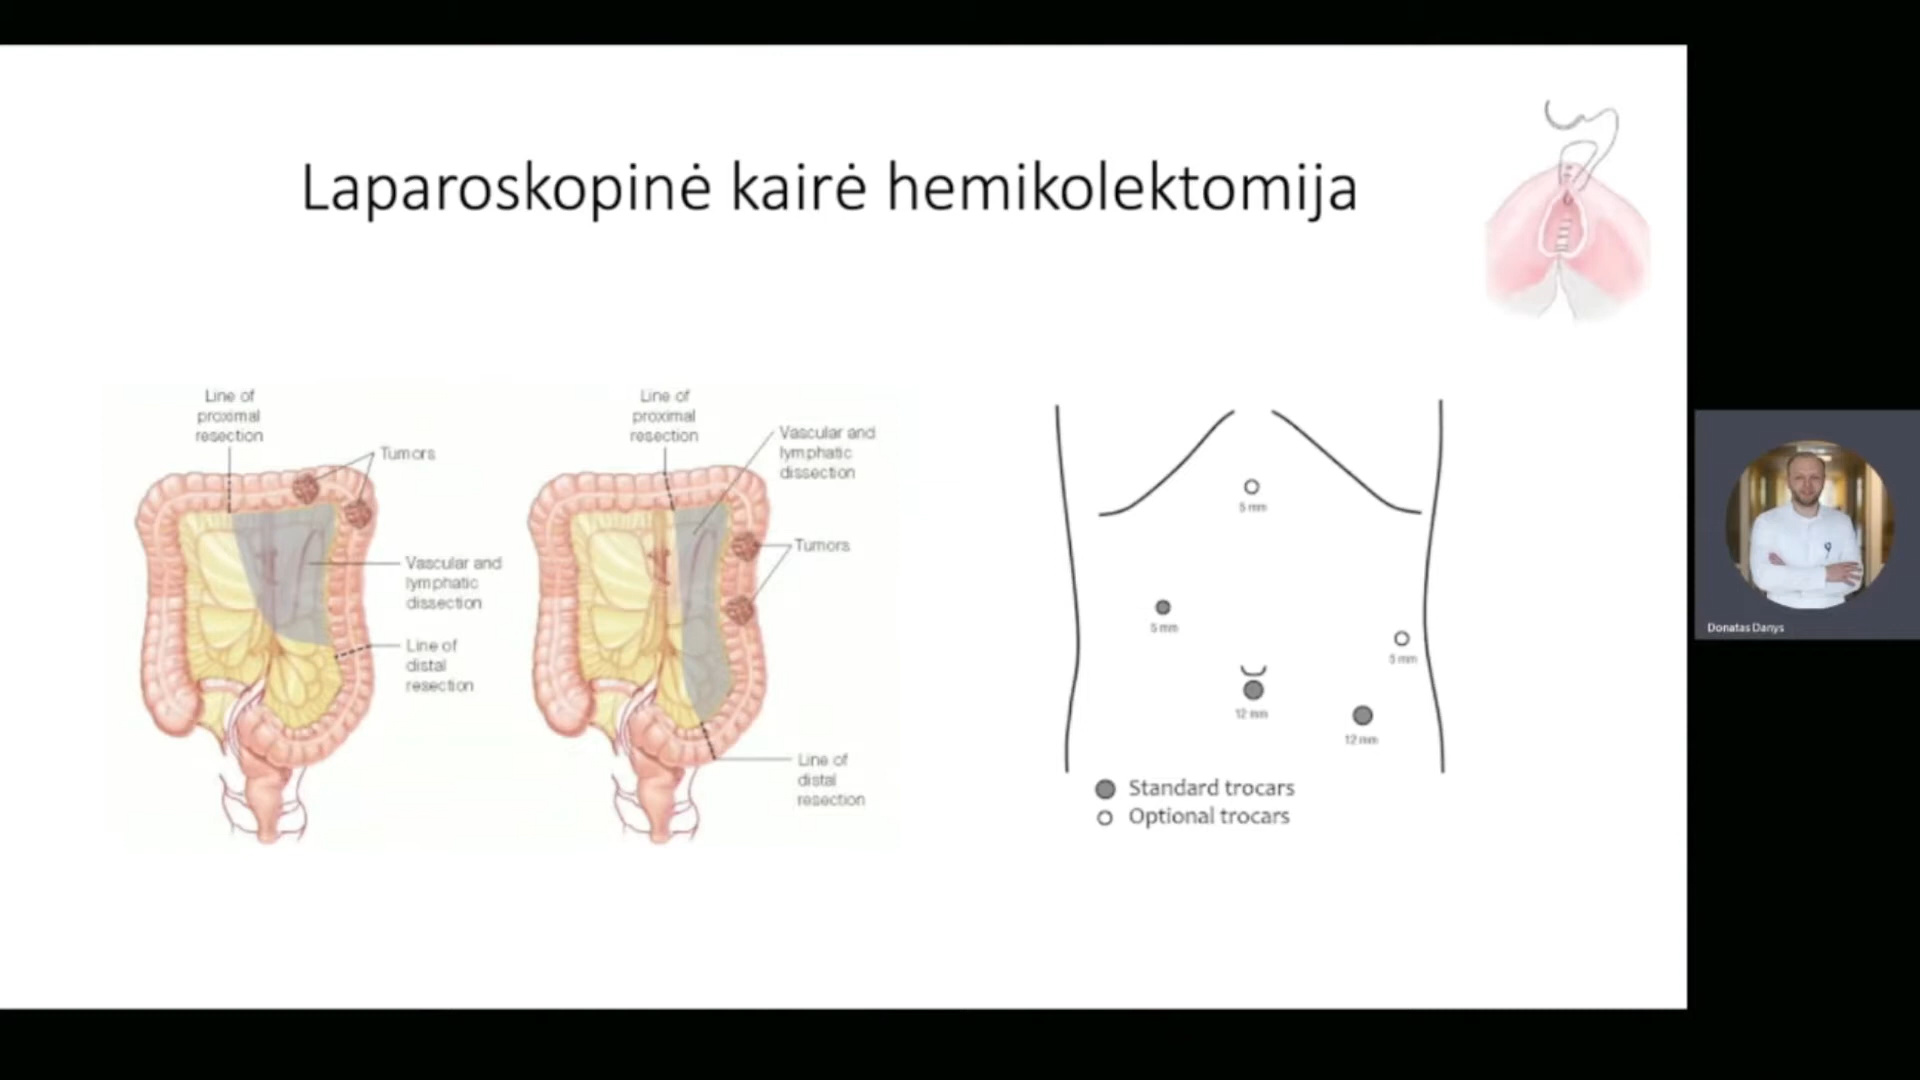 Laparoskopinė kairė hemikolektomija
Line of
proximal
resection
Tumors
Vascular and
lymphatic
dissection
Line of
distal
resection
Line of
proximal
resection
Vascular and
lymphatic
dissection
Tumors
Line of
distal
resection
5 mm
5 mm
5 mm
12 mm
12 mm
Standard trocars
Optional trocars
Donatas Danys